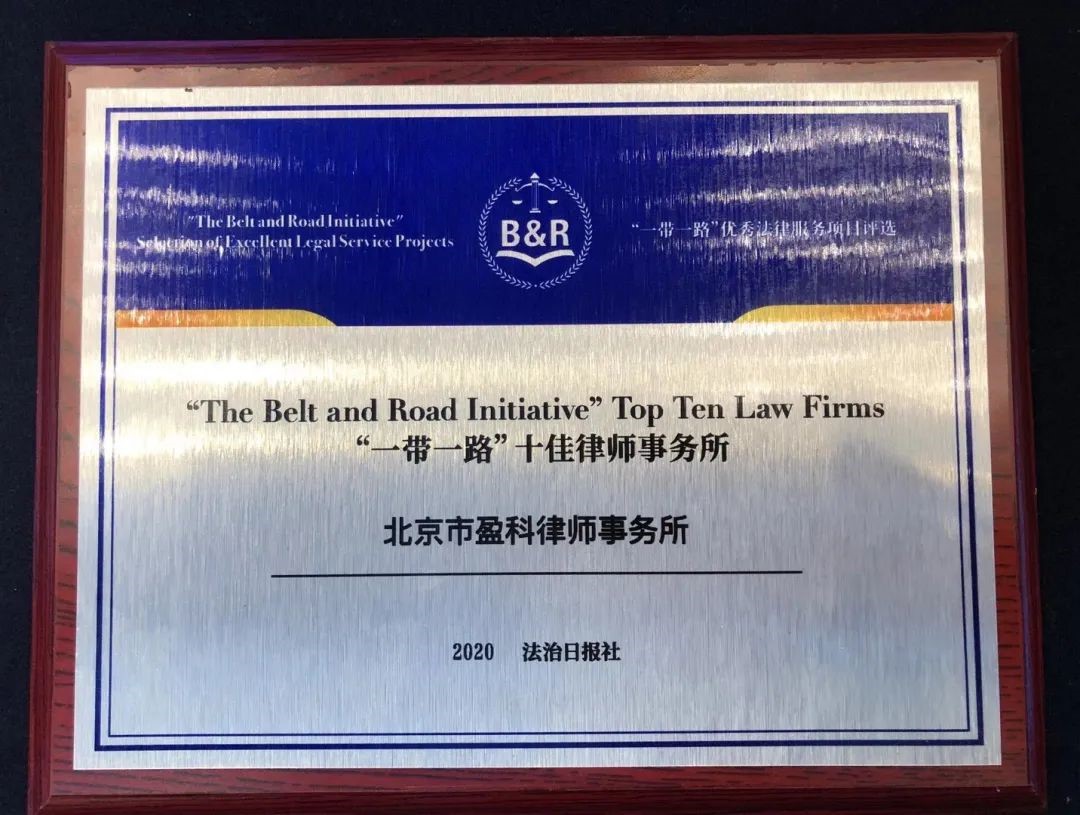 "The Belt and Road Initiative"
Selection of Excellent Legal Service Projects
B&R
“一带一路”优秀法律服务项目评选
“The Belt and Road Initiative” Top Ten Law Firms
“一带一路”十佳律师事务所
北京市盈科律师事务所
2020 法治日报社